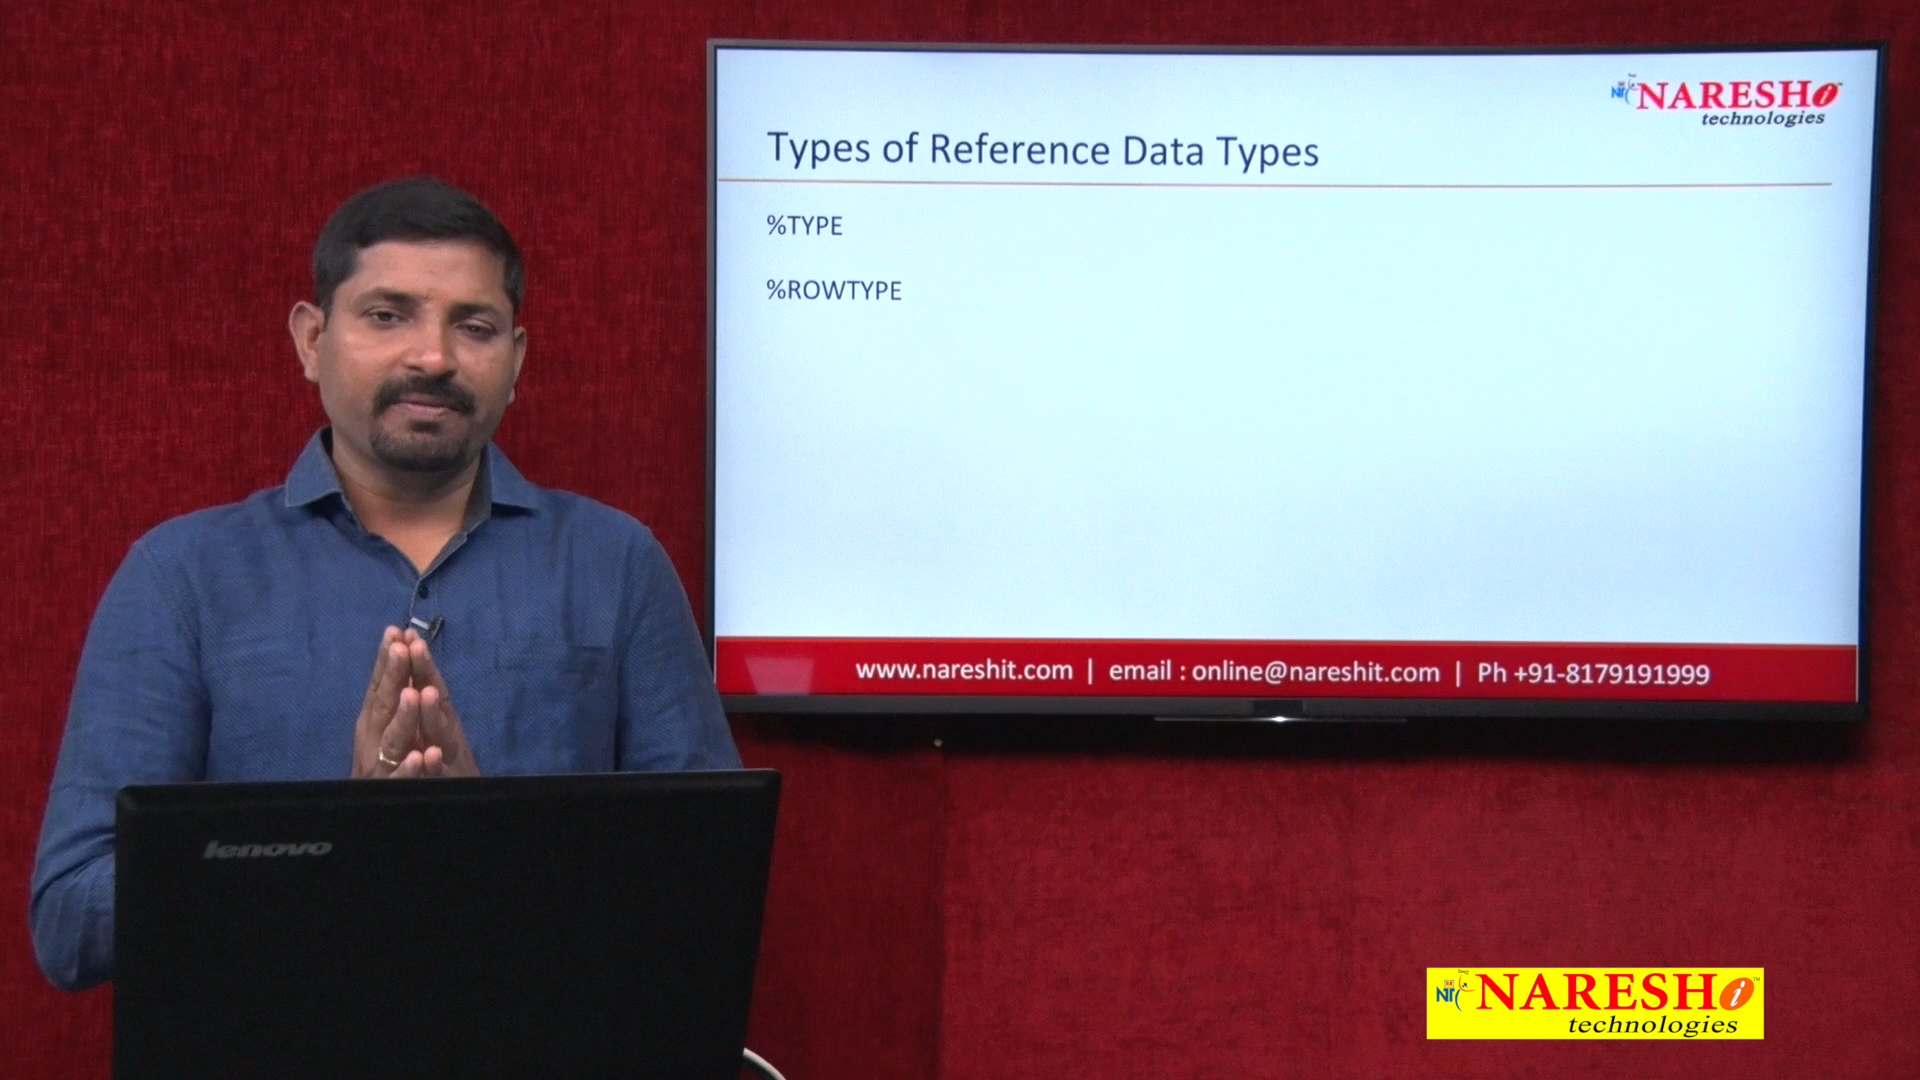 NARESH i
technologies
Types of Reference Data Types
%TYPE
%ROWTYPE
www.nareshit.com | email : online@nareshit.com | Ph +91-8179191999
lenovo
NARESH i
technologies